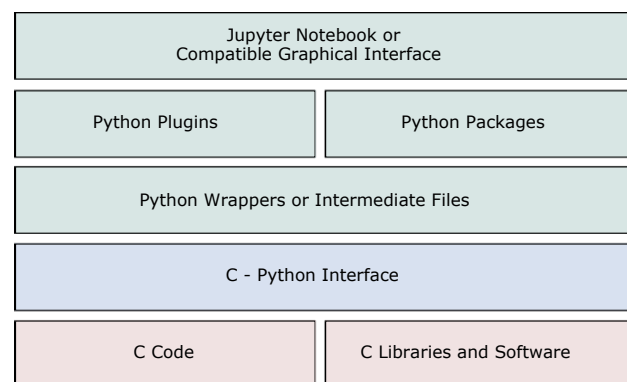 Jupyter Notebook or
Compatible Graphical Interface
Python Plugins
Python Packages
Python Wrappers or Intermediate Files
C - Python Interface
C Code
C Libraries and Software